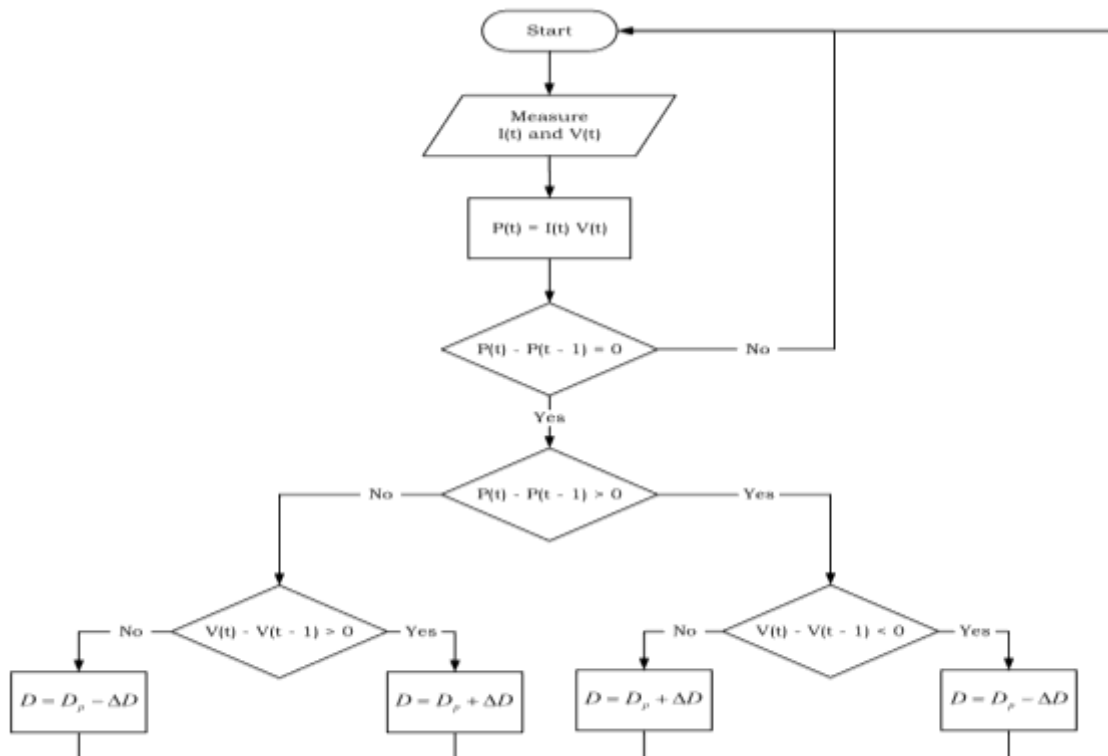 Start
Measure
I(t) and V(t)
P(t) = I(t) V(t)
P(t) - P(t - 1) = 0
No
Yes
No
P(t) - P(t - 1) > 0
Yes
No
V(t) - V(t - 1) > 0
Yes
No
V(t) - V(t - 1) < 0
Yes
D = D_p − ΔD
D = D_p + ΔD
D = D_p + ΔD
D = D_p − ΔD